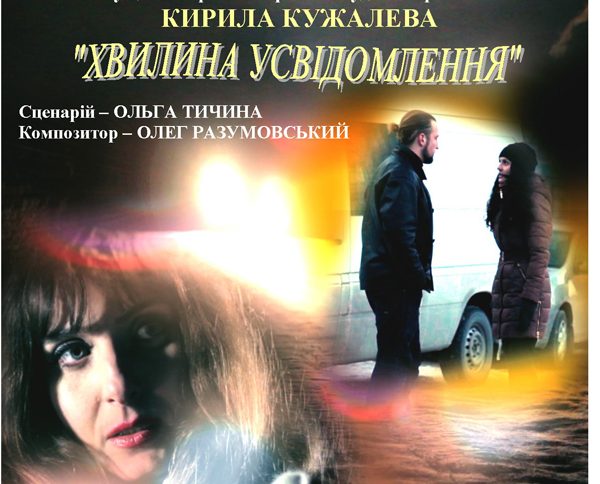 КИРИЛА КУЖАЛЕВА
"ХВИЛИНА УСВІДОМЛЕННЯ"
Сценарій – ОЛЬГА ТИЧИНА
Композитор – ОЛЕГ РАЗУМОВСЬКИЙ